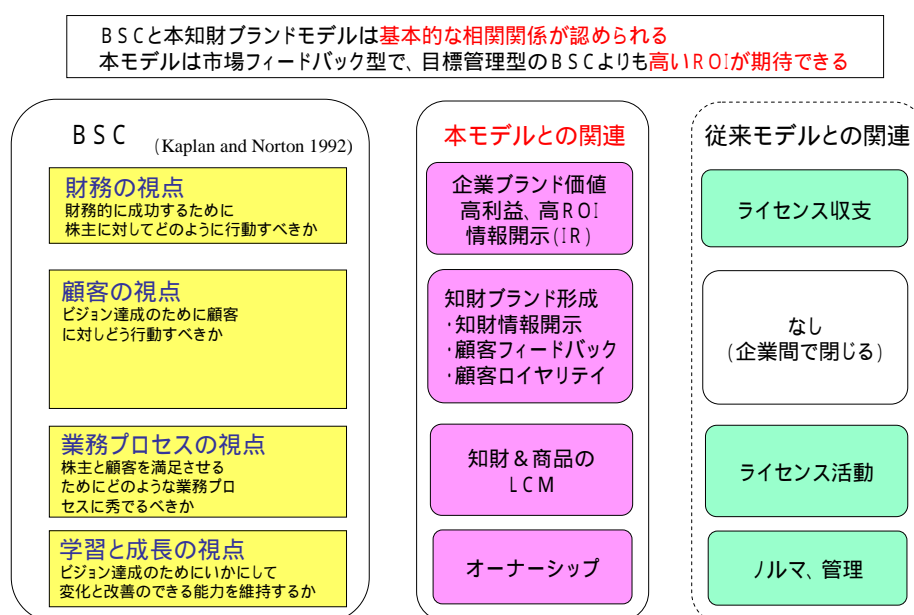 BSCと本知財ブランドモデルは基本的な相関関係が認められる
本モデルは市場フィードバック型で、目標管理型のBSCよりも高いROIが期待できる
BSC (Kaplan and Norton 1992)
財務の視点
財務的に成功するために
株主に対してどのように行動すべきか
顧客の視点
ビジョン達成のために顧客
に対しどう行動すべきか
業務プロセスの視点
株主と顧客を満足させる
ためにどのような業務プロ
セスに秀でるべきか
学習と成長の視点
ビジョン達成のためにいかにして
変化と改善のできる能力を維持するか
本モデルとの関連
企業ブランド価値
高利益、高ROI
情報開示(IR)
知財ブランド形成
・知財情報開示
・顧客フィードバック
・顧客ロイヤリテイ
知財＆商品の
LCM
オーナーシップ
従来モデルとの関連
ライセンス収支
なし
(企業間で閉じる)
ライセンス活動
ノルマ、管理